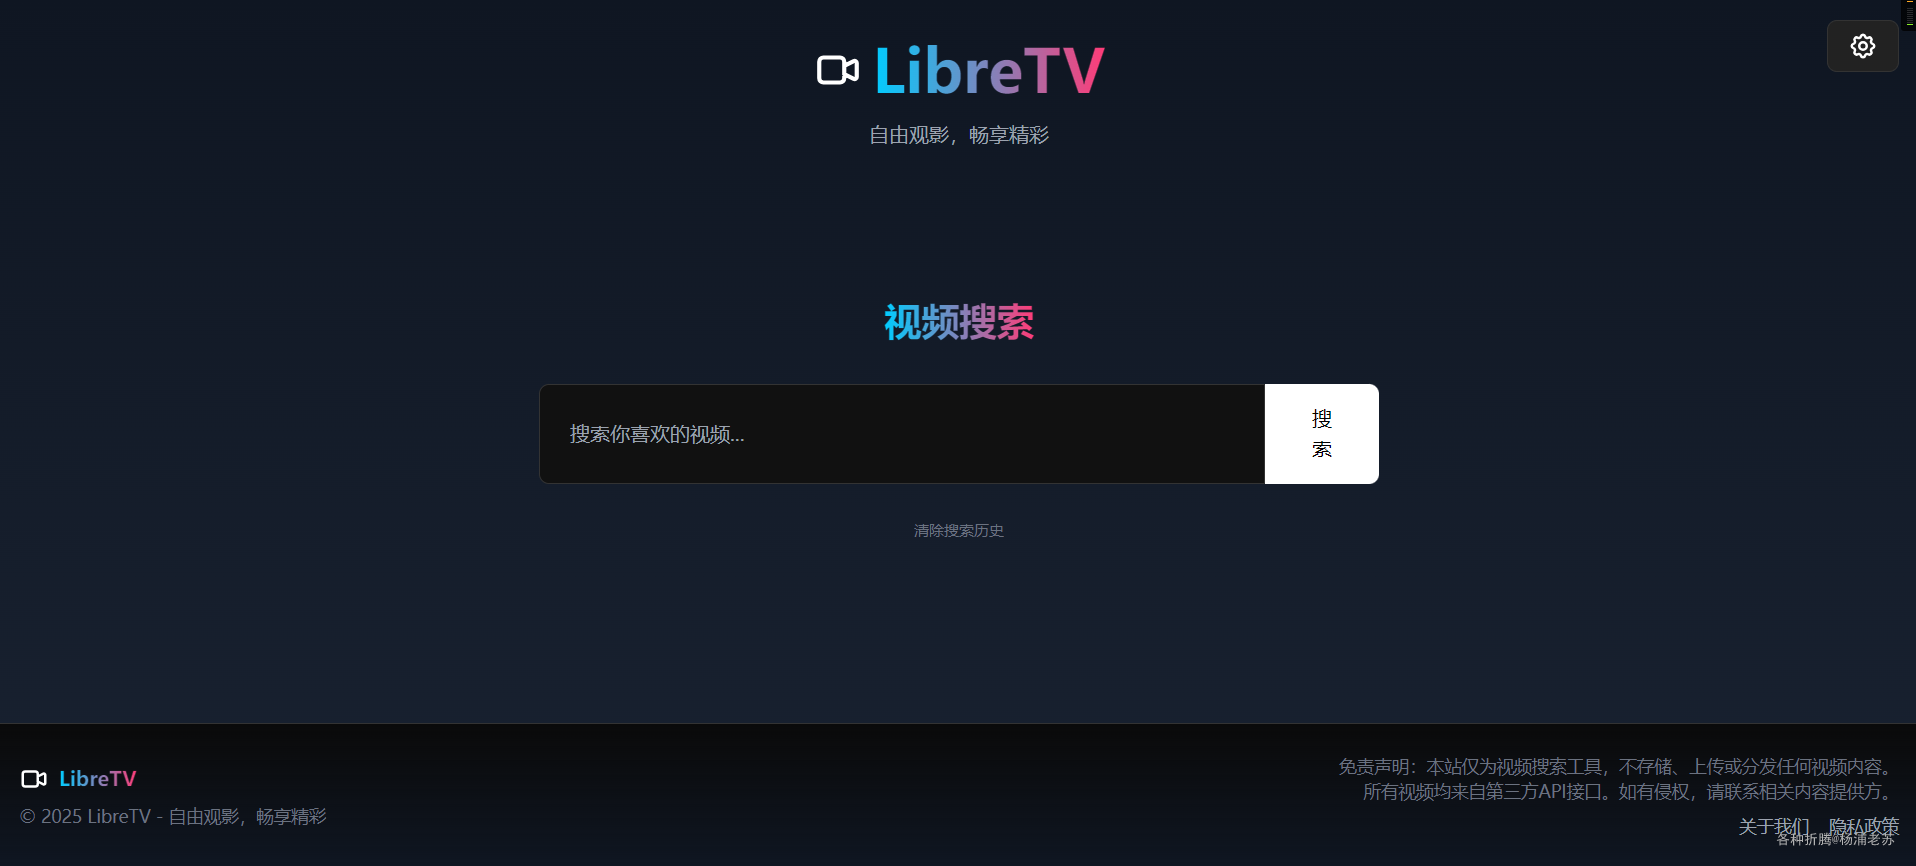 LibreTV
自由观影，畅享精彩
视频搜索
搜索你喜欢的视频...
搜
索
清除搜索历史
LibreTV
© 2025 LibreTV - 自由观影，畅享精彩
免责声明：本站仅为视频搜索工具，不存储、上传或分发任何视频内容。
所有视频均来自第三方API接口。如有侵权，请联系相关内容提供方。
关于我们 隐私政策
各种折腾@杨浦老苏